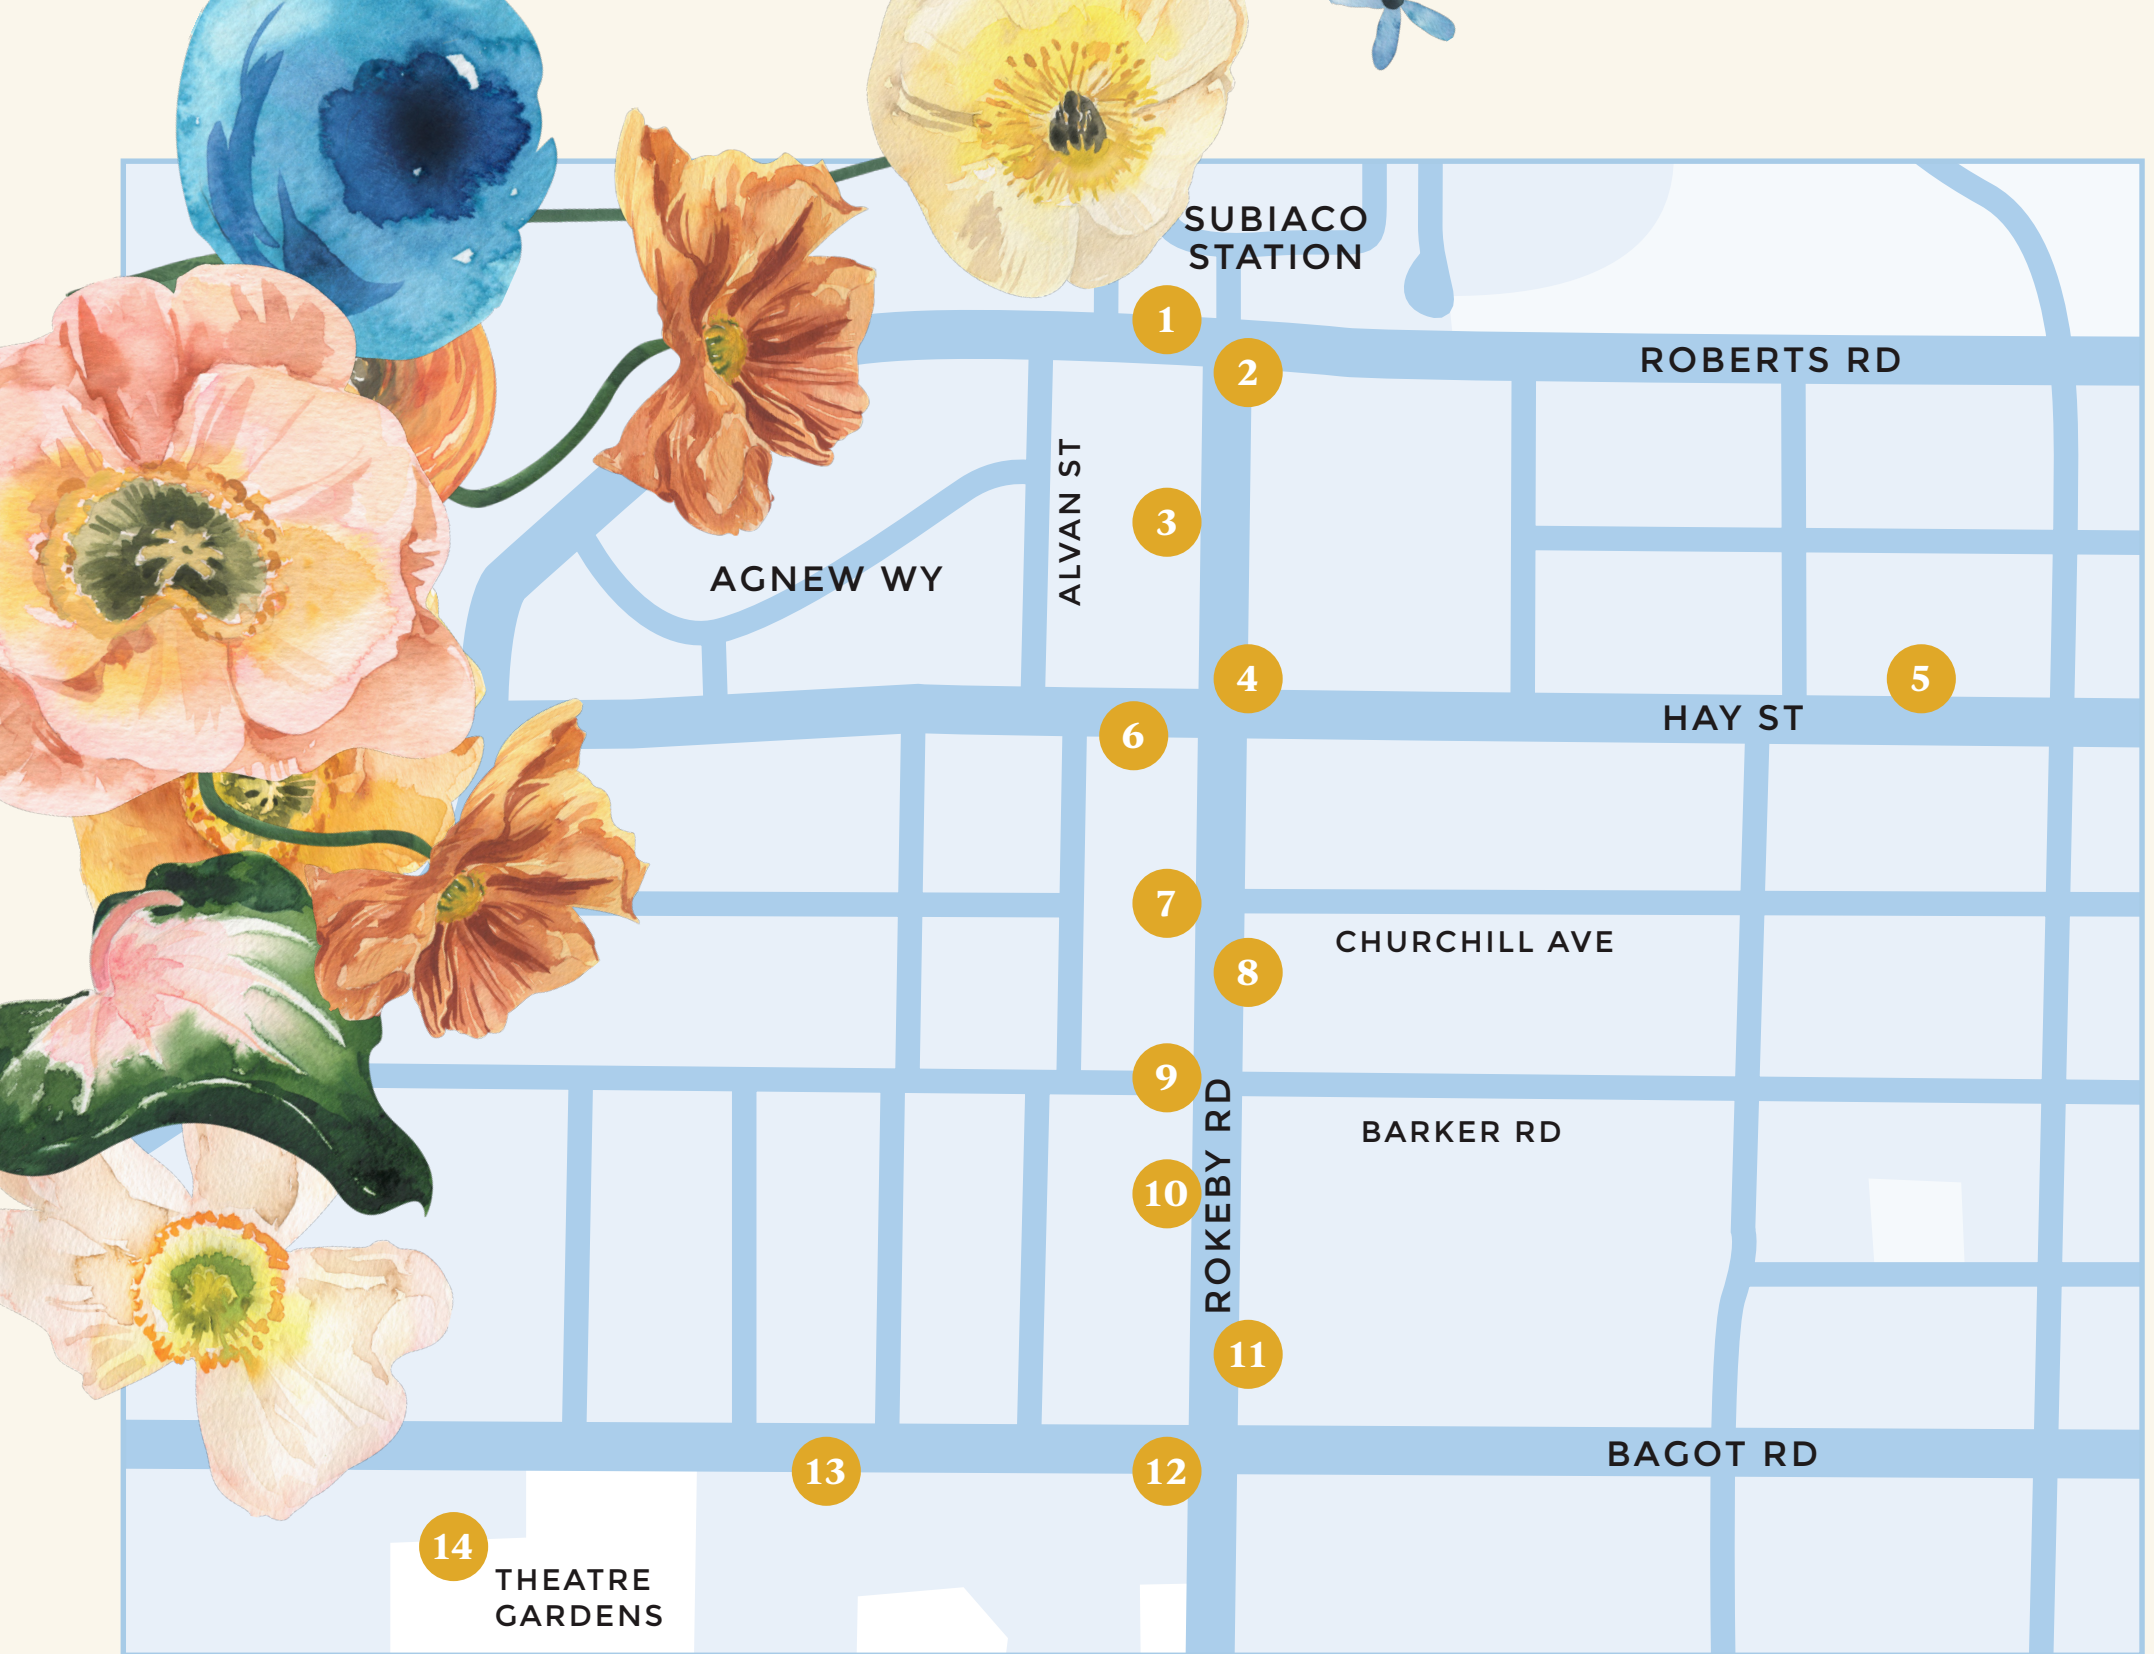 SUBIACO
STATION
1
2
ROBERTS RD
ALVAN ST
3
AGNEW WY
4
5
HAY ST
6
7
CHURCHILL AVE
8
9
BARKER RD
10
ROKEBY RD
11
BAGOT RD
13
12
14
THEATRE
GARDENS